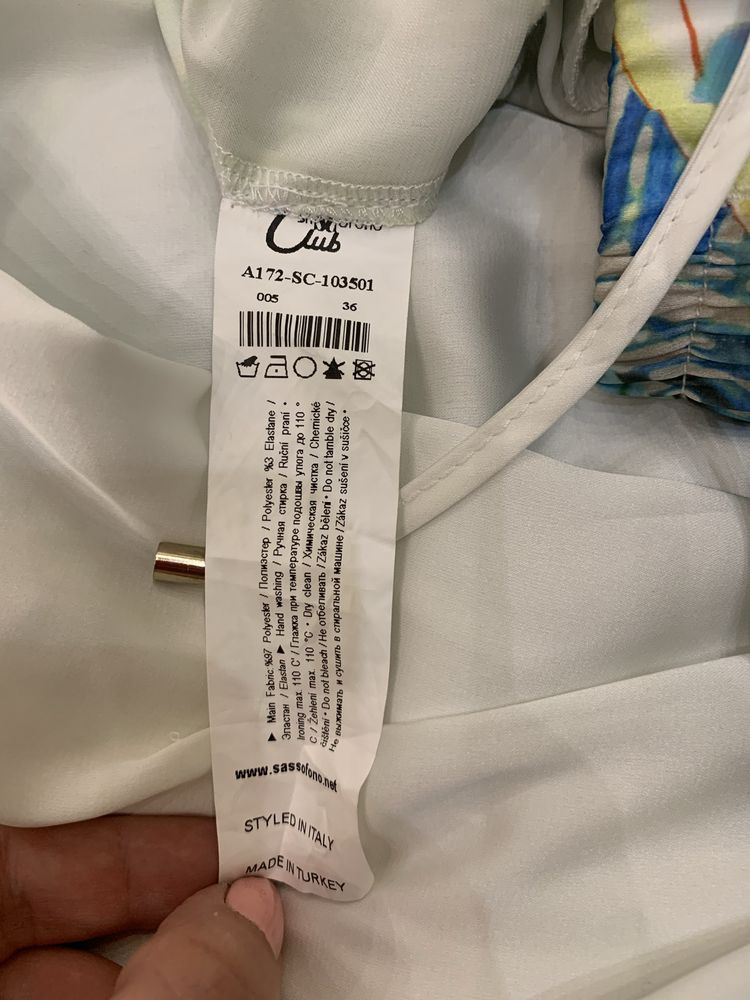 Club
A172-SC-103501
005 36
► Main Fabric:%97 Polyester / Полиэстер / Polyester %3 Elastane /
Эластан / Elastan ► Hand washing / Ручная стирка / Ruční praní •
Ironing max. 110 C° / Глажка при температуре подошвы утюга до 110 °
C / Žehlení max. 110 °C • Dry clean / Химическая чистка / Chemické
čištění • Do not bleach / Не отбеливать / Zákaz bělení • Do not tamble dry /
Не выжимать и сушить в стиральной машине / Zákaz sušení v sušičce •
www.sassofono.net
STYLED IN ITALY
MADE IN TURKEY